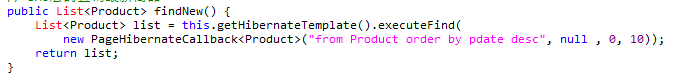 public List<Product> findNew() {
List<Product> list = this.getHibernateTemplate().executeFind(
new PageHibernateCallback<Product>("from Product order by pdate desc", null , 0, 10));
return list;
}